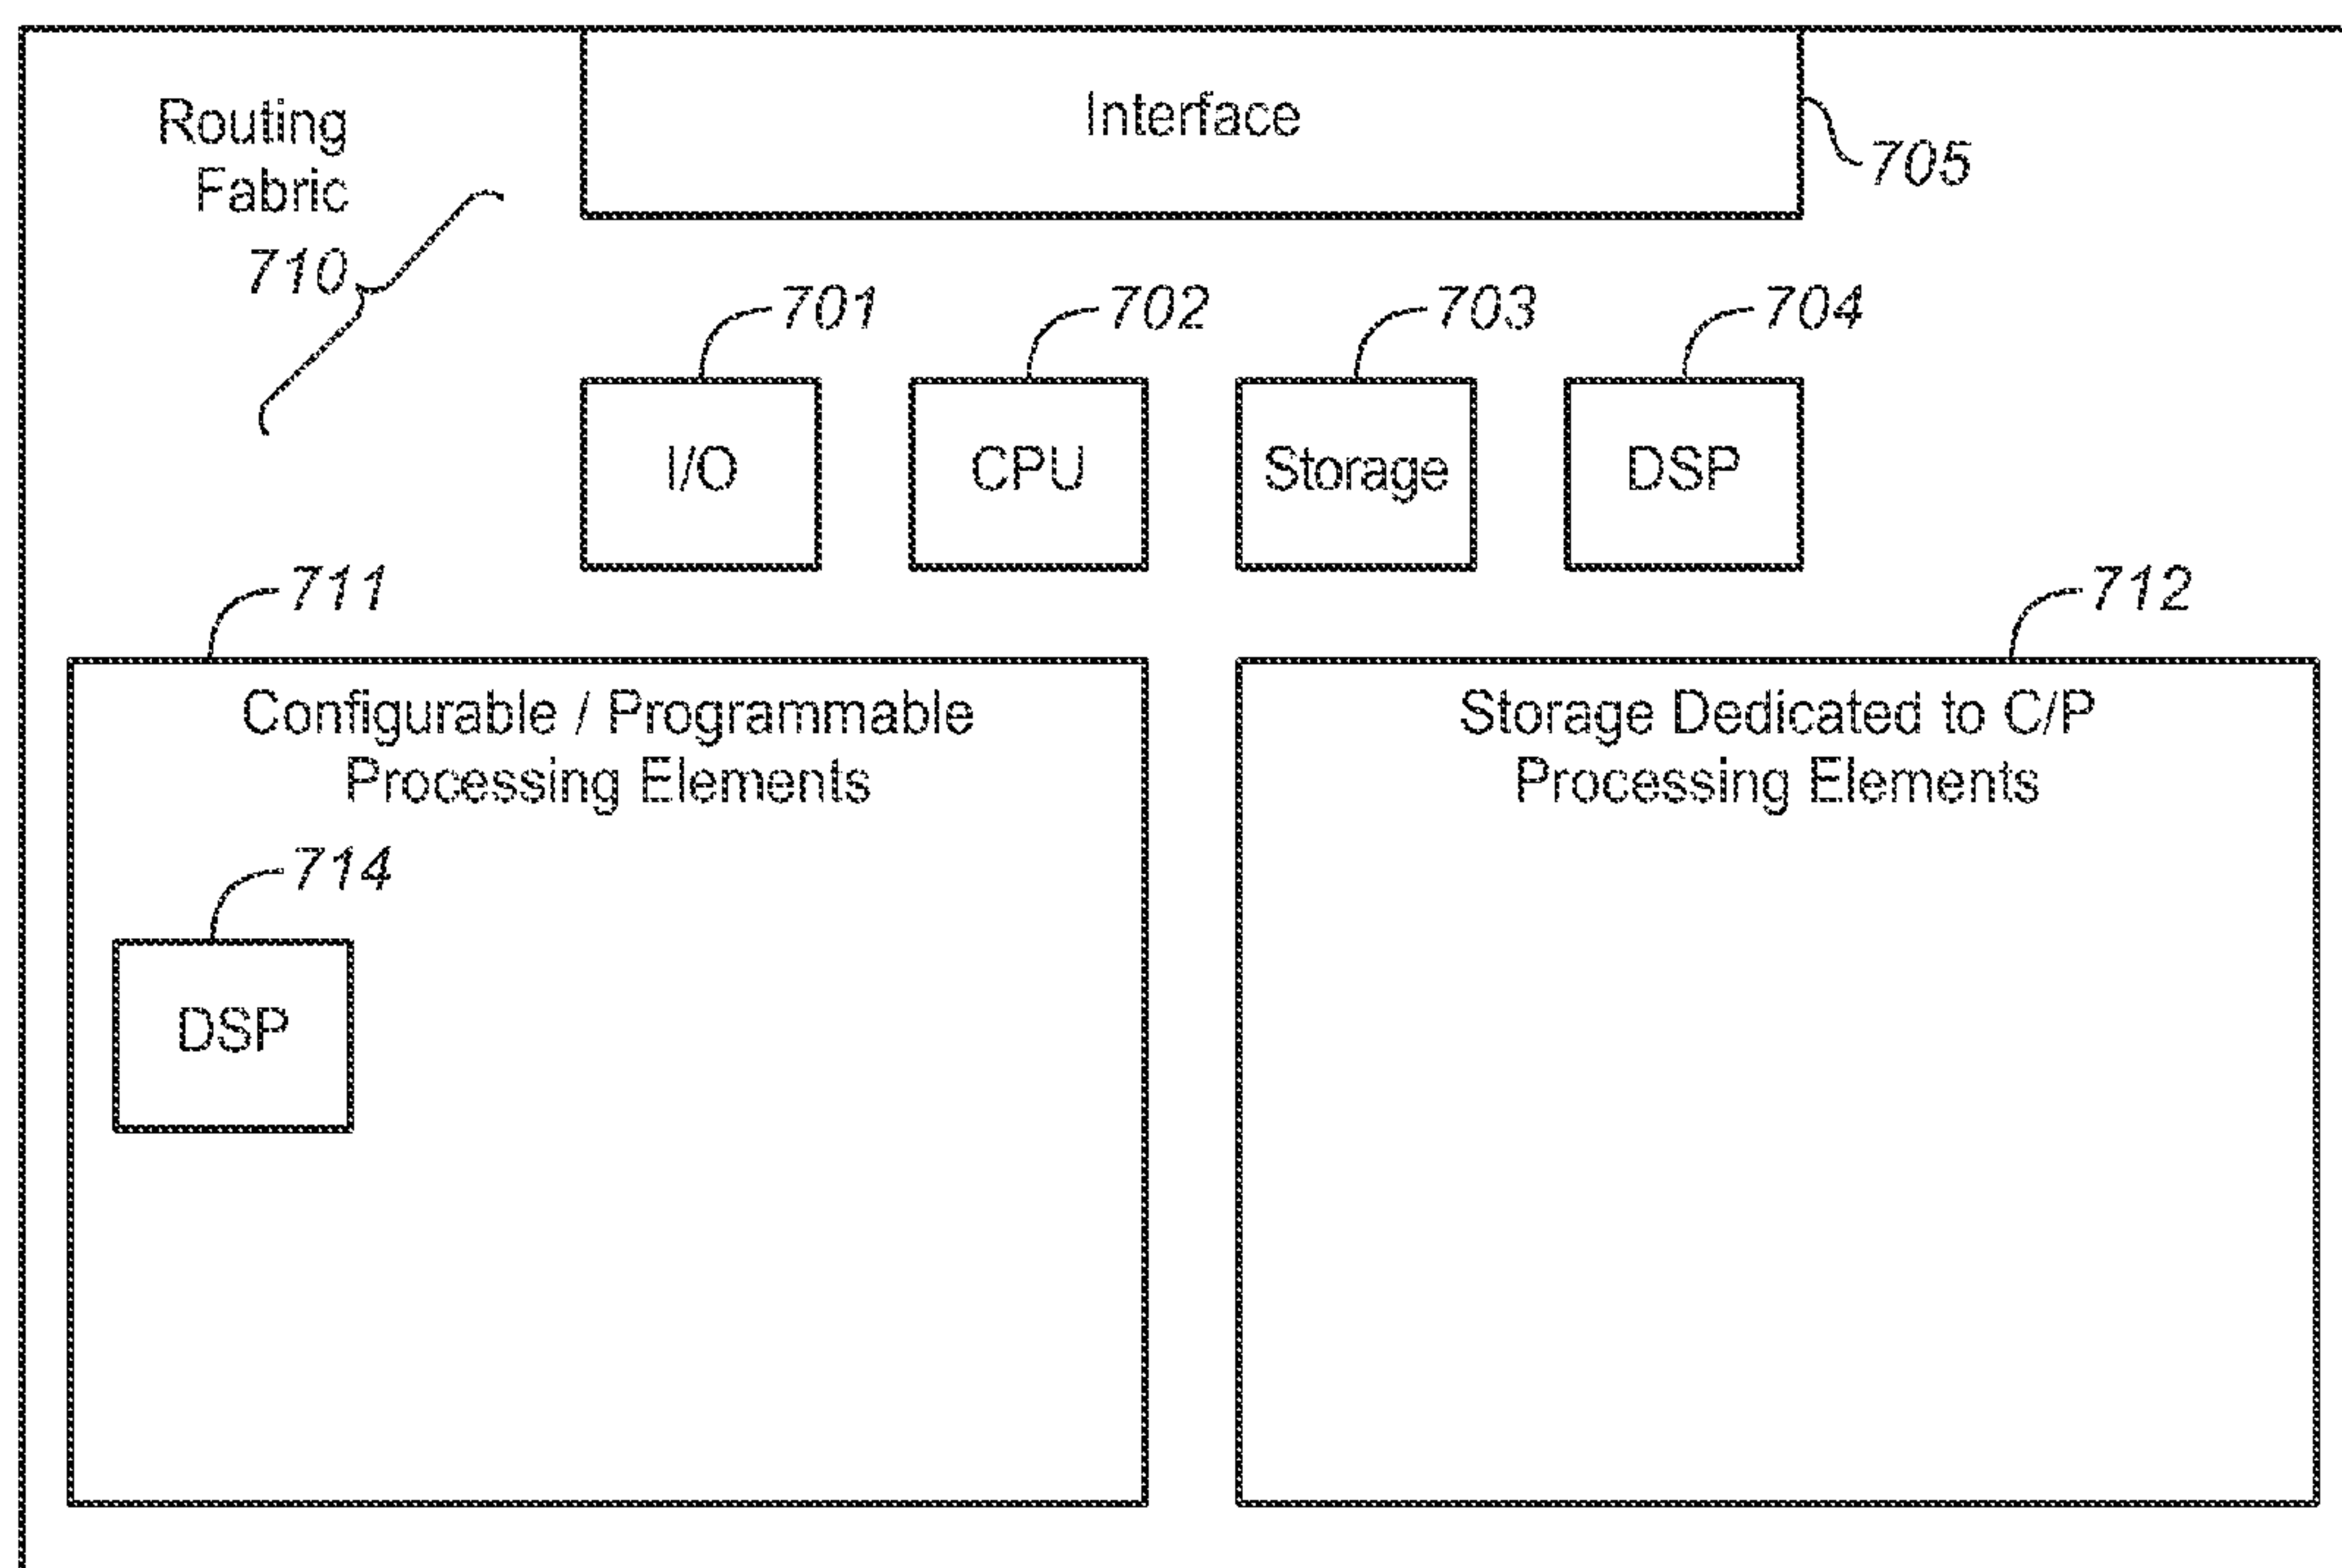 Interface
705
Routing
Fabric
710
701
702
703
704
I/O
CPU
Storage
DSP
711
712
Configurable / Programmable
Processing Elements
Storage Dedicated to C/P
Processing Elements
714
DSP